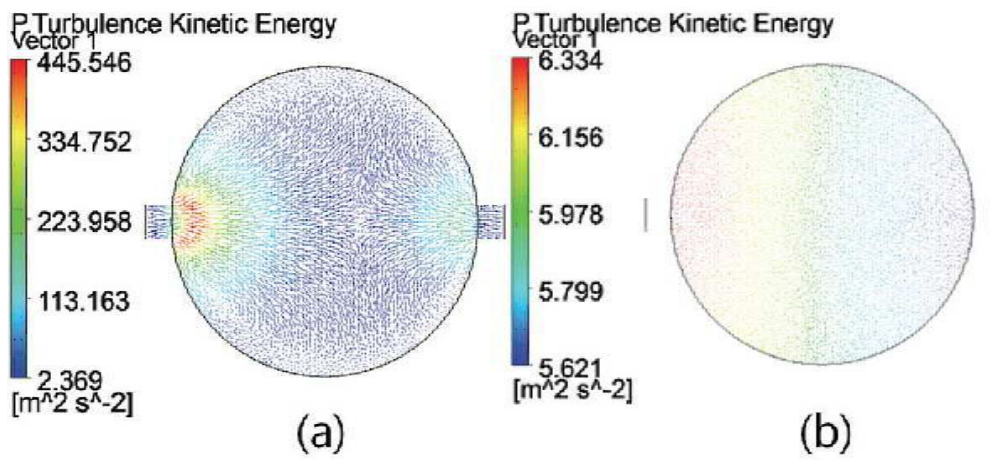 P.Turbulence Kinetic Energy
Vector 1
445.546
334.752
223.958
113.163
2.369
[m^2 s^-2]
(a)
P.Turbulence Kinetic Energy
Vector 1
6.334
6.156
5.978
5.799
5.621
[m^2 s^-2]
(b)